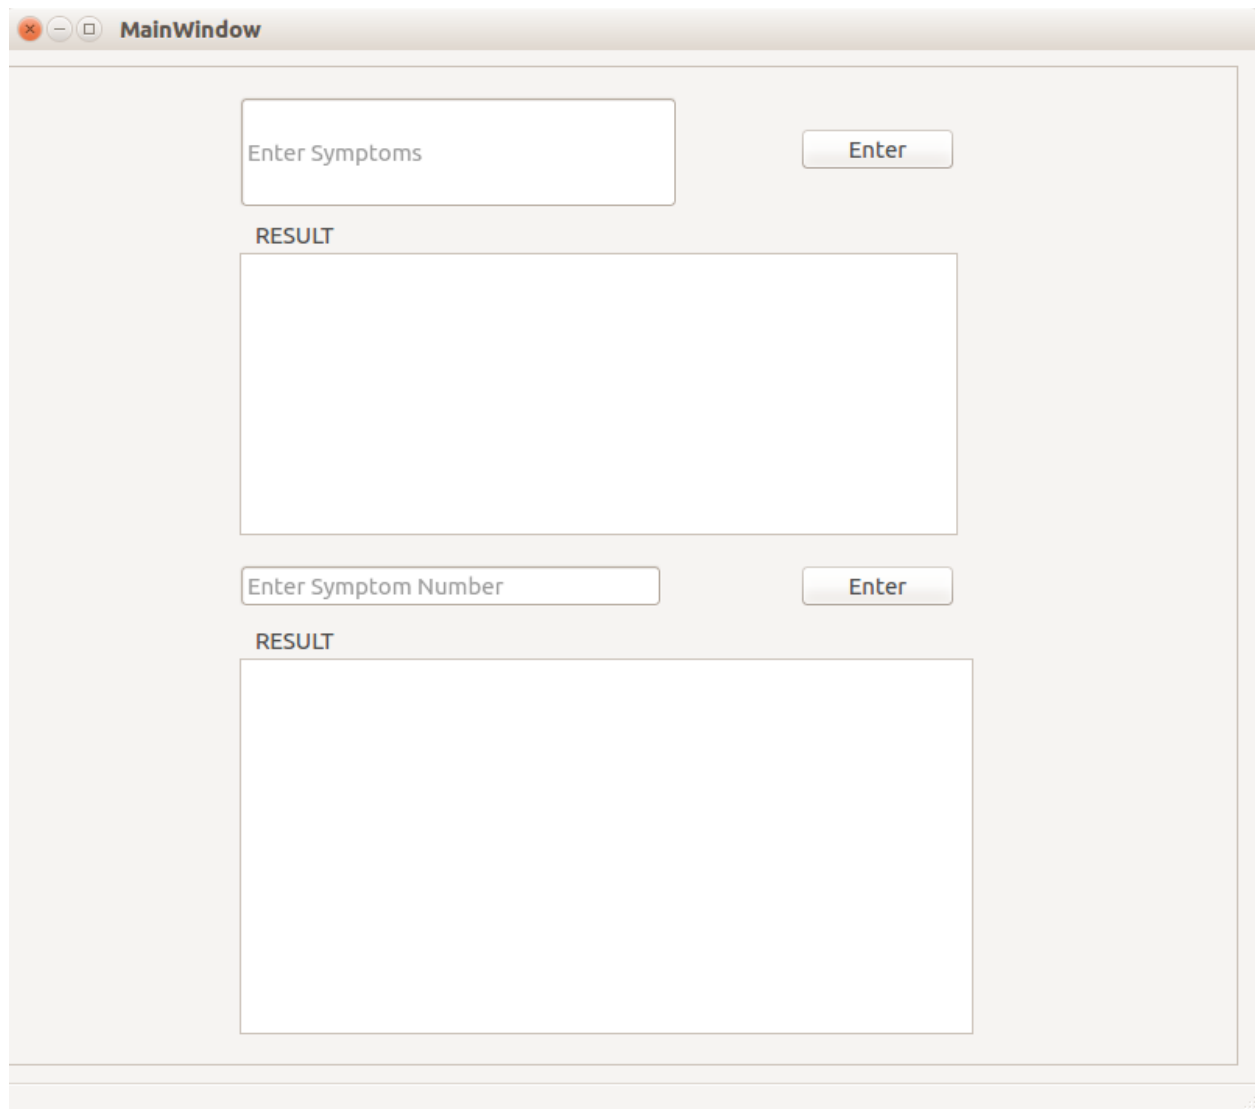 MainWindow
Enter Symptoms
Enter
RESULT
Enter Symptom Number
Enter
RESULT